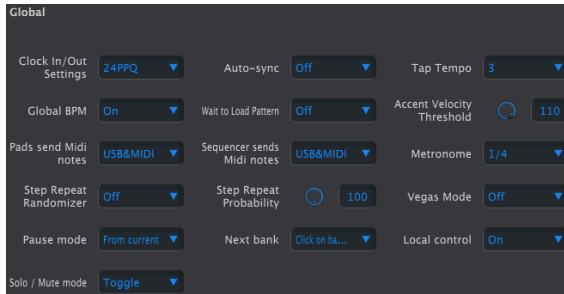 Global
Clock In/Out Settings 24PPQ Auto-sync Off Tap Tempo 3
Global BPM On Wait to Load Pattern Off Accent Velocity Threshold 110
Pads send Midi notes USB&MIDI Sequencer sends Midi notes USB&MIDI Metronome 1/4
Step Repeat Randomizer Off Step Repeat Probability 100 Vegas Mode Off
Pause mode From current Next bank Click on ba... Local control On
Solo / Mute mode Toggle